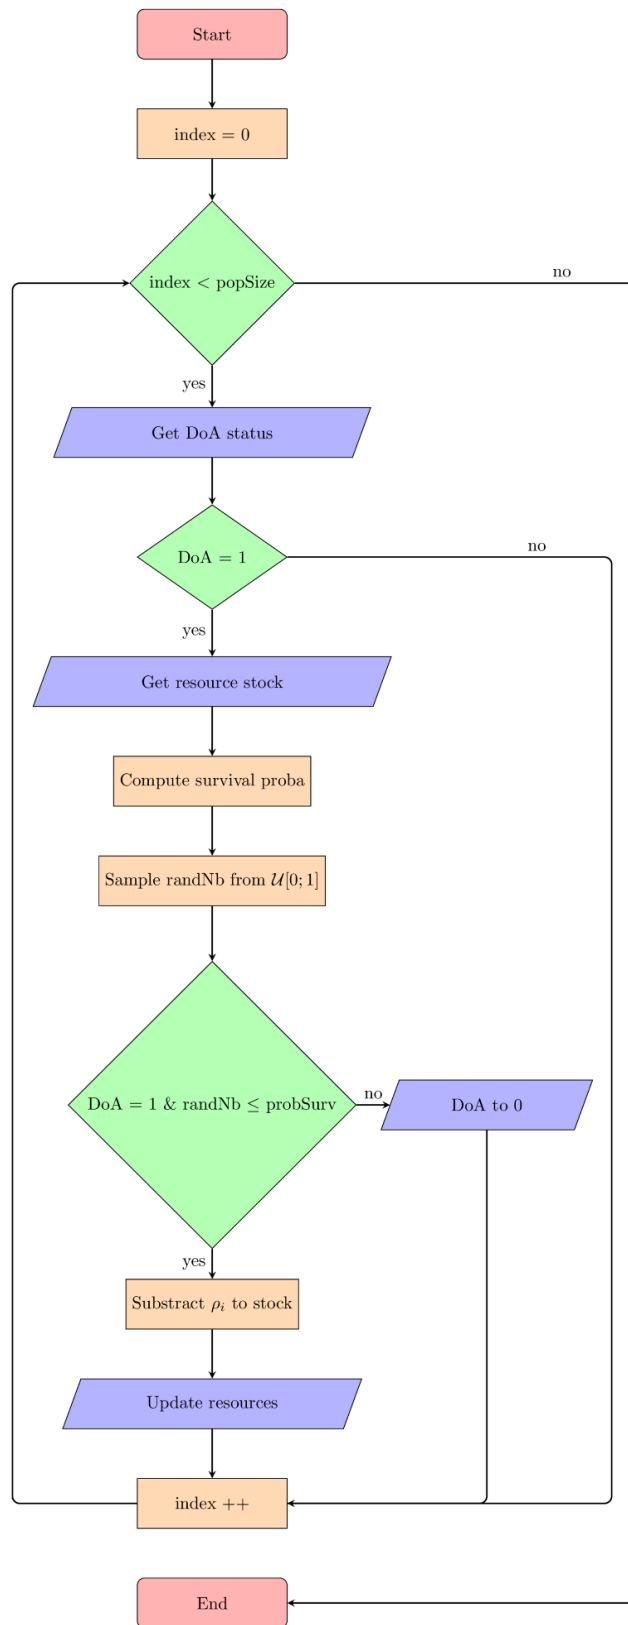 Start
index = 0
index < popSize
no
yes
Get DoA status
DoA = 1
no
yes
Get resource stock
Compute survival proba
Sample randNb from 𝒰[0; 1]
DoA = 1 & randNb ≤ probSurv
no
DoA to 0
yes
Substract ρᵢ to stock
Update resources
index ++
End